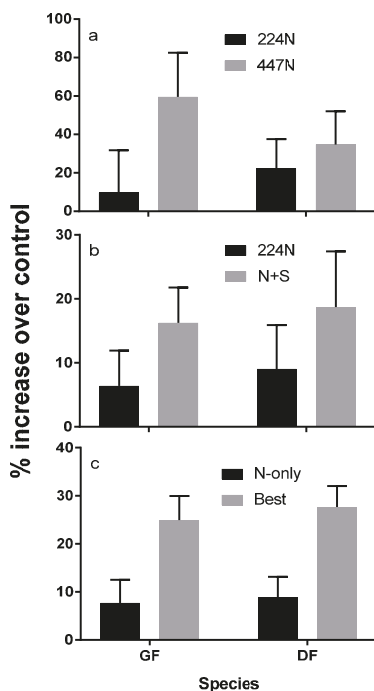 % increase over control
a
224N
447N
100
80
60
40
20
0
b
224N
N+S
30
20
10
0
c
N-only
Best
40
30
20
10
0
GF
DF
Species